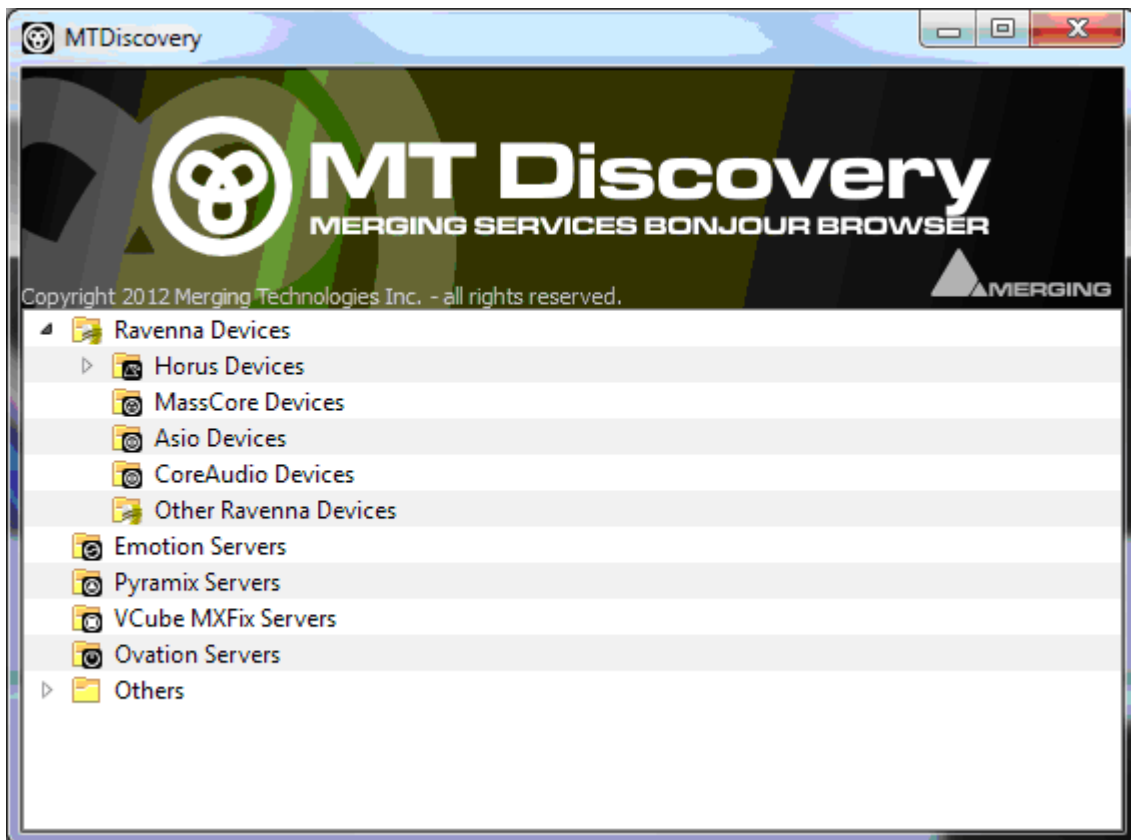 MTDiscovery
MT Discovery
MERGING SERVICES BONJOUR BROWSER
MERGING
Copyright 2012 Merging Technologies Inc. - all rights reserved.
Ravenna Devices
Horus Devices
MassCore Devices
Asio Devices
CoreAudio Devices
Other Ravenna Devices
Emotion Servers
Pyramix Servers
VCube MXFix Servers
Ovation Servers
Others